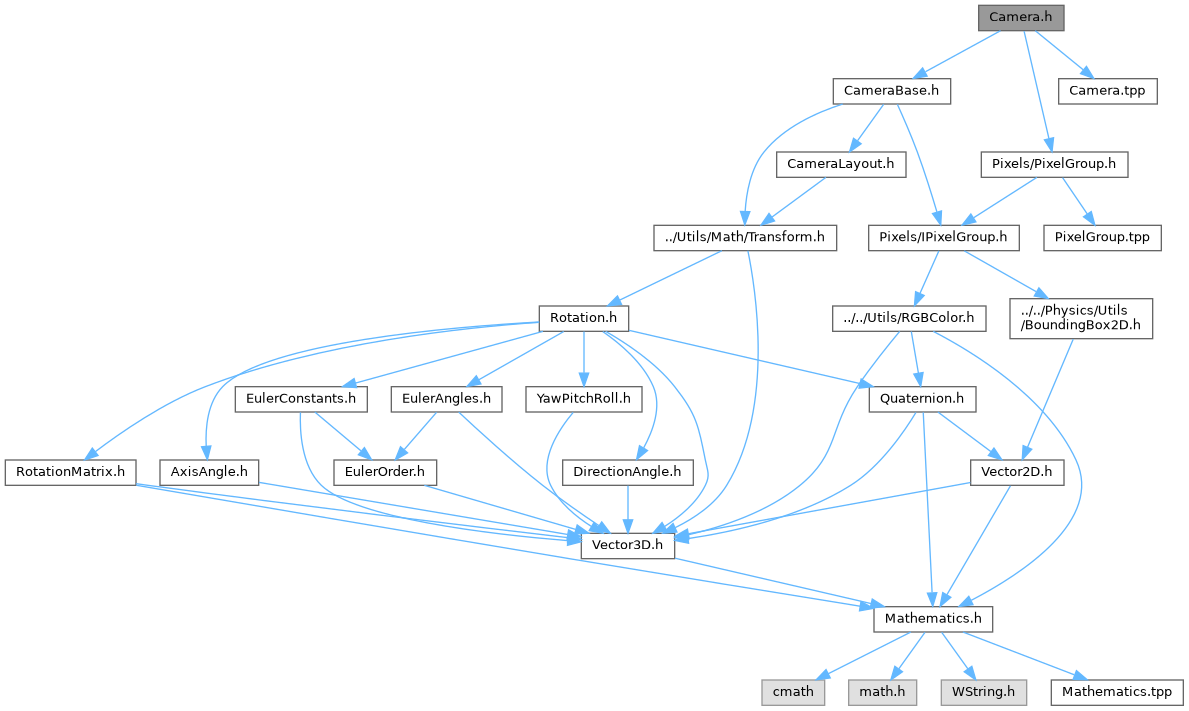 Camera.h
CameraBase.h
Camera.tpp
CameraLayout.h
Pixels/PixelGroup.h
../Utils/Math/Transform.h
Pixels/IPixelGroup.h
PixelGroup.tpp
Rotation.h
../../Utils/RGBColor.h
../../Physics/Utils
/BoundingBox2D.h
EulerConstants.h
EulerAngles.h
YawPitchRoll.h
Quaternion.h
RotationMatrix.h
AxisAngle.h
EulerOrder.h
DirectionAngle.h
Vector2D.h
Vector3D.h
Mathematics.h
cmath
math.h
WString.h
Mathematics.tpp